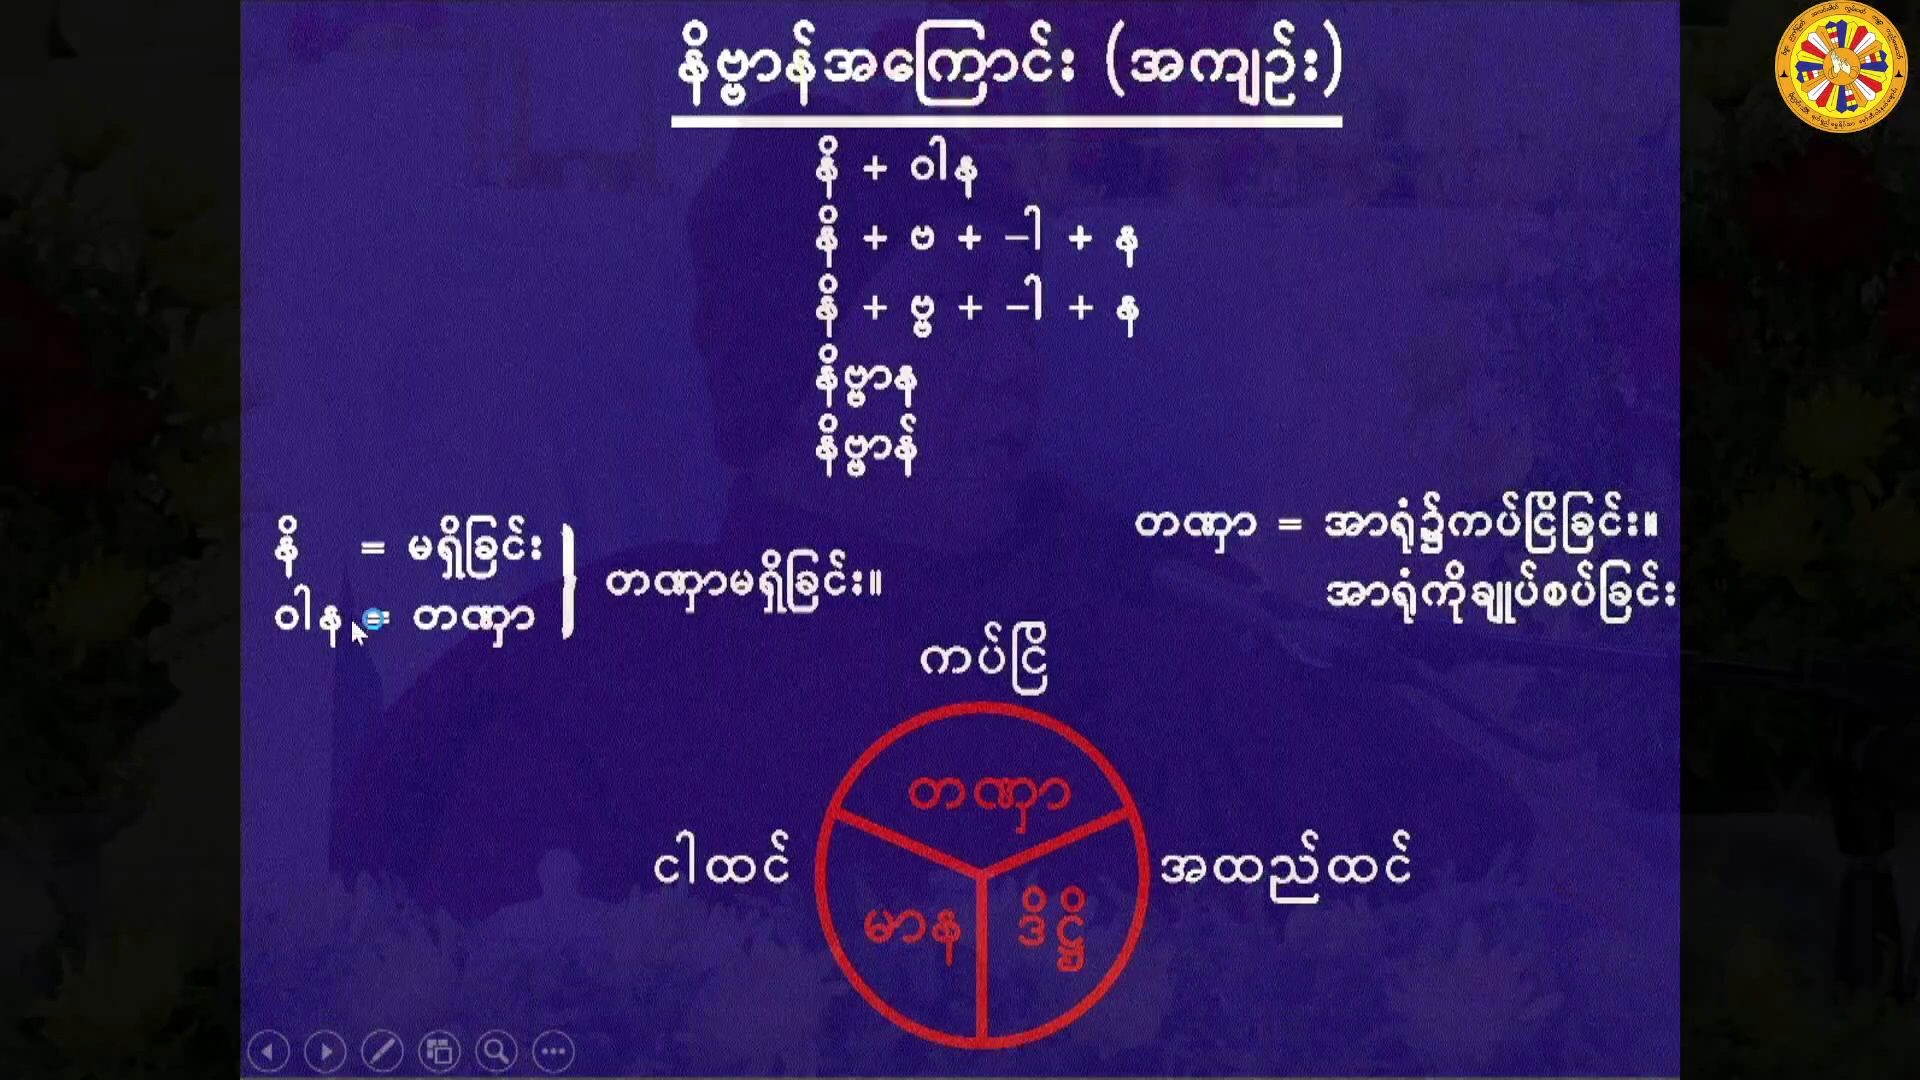 နိဗ္ဗာန်အကြောင်း (အကျဉ်း)
နိ + ဝါန
နိ + ဗ + –ါ + န
နိ + ဗ္ဗ + –ါ + န
နိဗ္ဗာန
နိဗ္ဗာန်
နိ = မရှိခြင်း
ဝါန = တဏှာ
တဏှာမရှိခြင်း။
တဏှာ = အာရုံ၌ကပ်ငြိခြင်း။
အာရုံကိုချုပ်စပ်ခြင်း
ကပ်ငြိ
တဏှာ
ငါထင်
အထည်ထင်
မာန
ဒိဋ္ဌိ